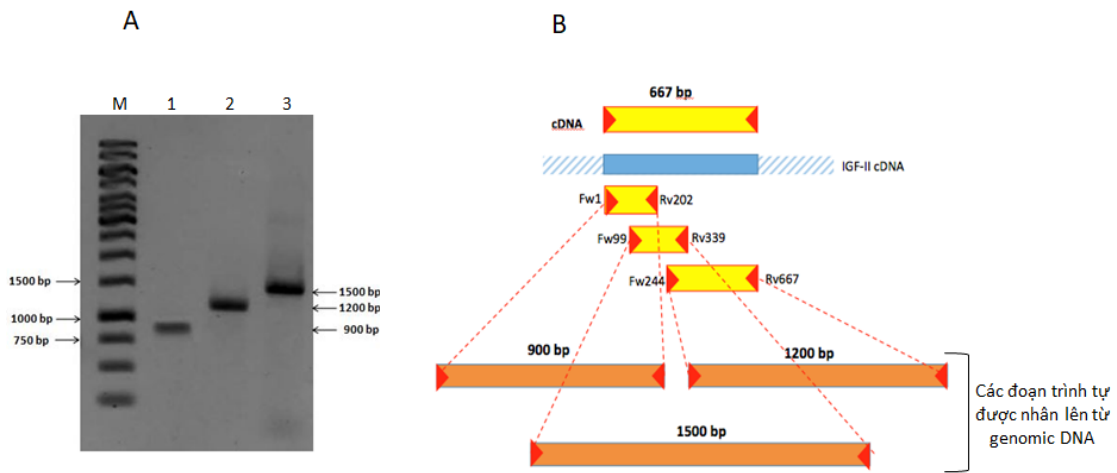 A
M 1 2 3
1500 bp
1000 bp
750 bp
1500 bp
1200 bp
900 bp
B
667 bp
cDNA
IGF-II cDNA
Fw1
Rv202
Fw99
Rv339
Fw244
Rv667
900 bp
1200 bp
1500 bp
Các đoạn trình tự
được nhân lên từ
genomic DNA